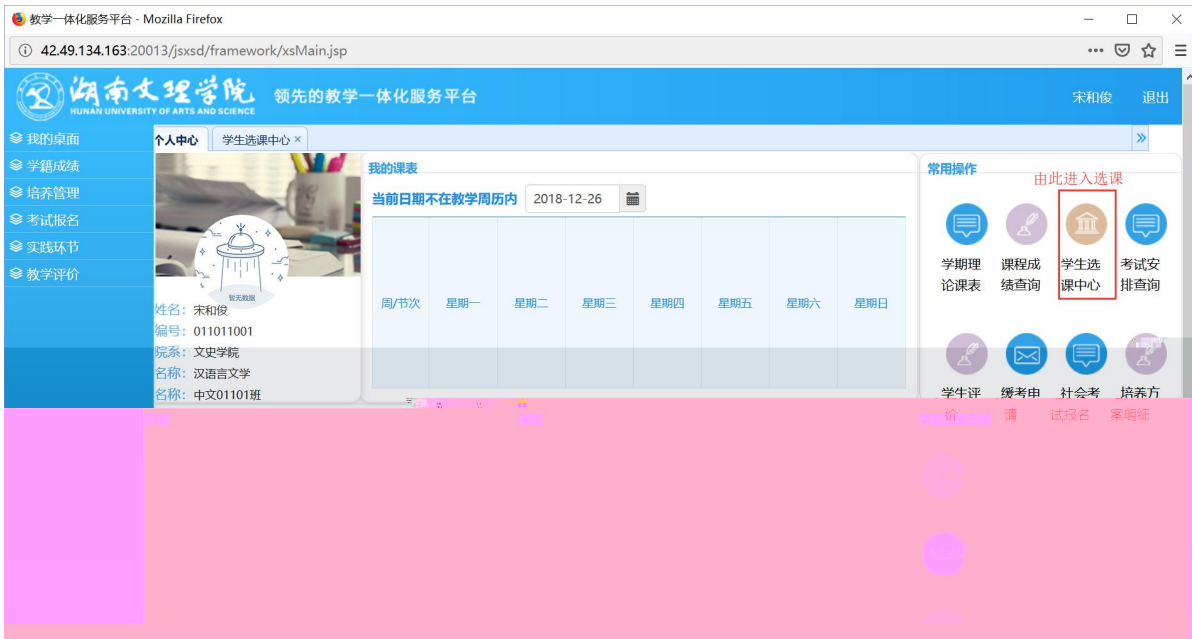 教学一体化服务平台 - Mozilla Firefox
42.49.134.163:20013/jsxsd/framework/xsMain.jsp
湖南文理学院
HUNAN UNIVERSITY OF ARTS AND SCIENCE
领先的教学一体化服务平台
宋和俊 退出
我的桌面
学籍成绩
培养管理
考试报名
实践环节
教学评价
个人中心 学生选课中心 ×
暂无数据
姓名: 宋和俊
编号: 011011001
院系: 文史学院
名称: 汉语言文学
名称: 中文01101班
我的课表
当前日期不在教学周历内 2018-12-26
周/节次 星期一 星期二 星期三 星期四 星期五 星期六 星期日
常用操作
由此进入选课
学期理 课程成 学生选 考试安
论课表 绩查询 课中心 排查询
学生评 缓考申 社会考 培养方
价 请 试报名 案明细